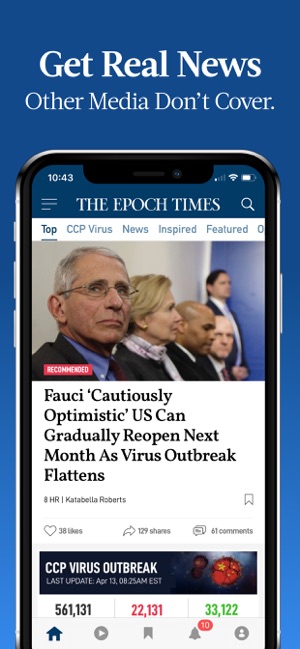 Get Real News
Other Media Don't Cover.
10:43
THE EPOCH TIMES
Top CCP Virus News Inspired Featured O
RECOMMENDED
Fauci ‘Cautiously
Optimistic’ US Can
Gradually Reopen Next
Month As Virus Outbreak
Flattens
8 HR | Katabella Roberts
38 likes 129 shares 61 comments
CCP VIRUS OUTBREAK
LAST UPDATE: Apr 13, 08:25AM EST
561,131 22,131 33,122
10